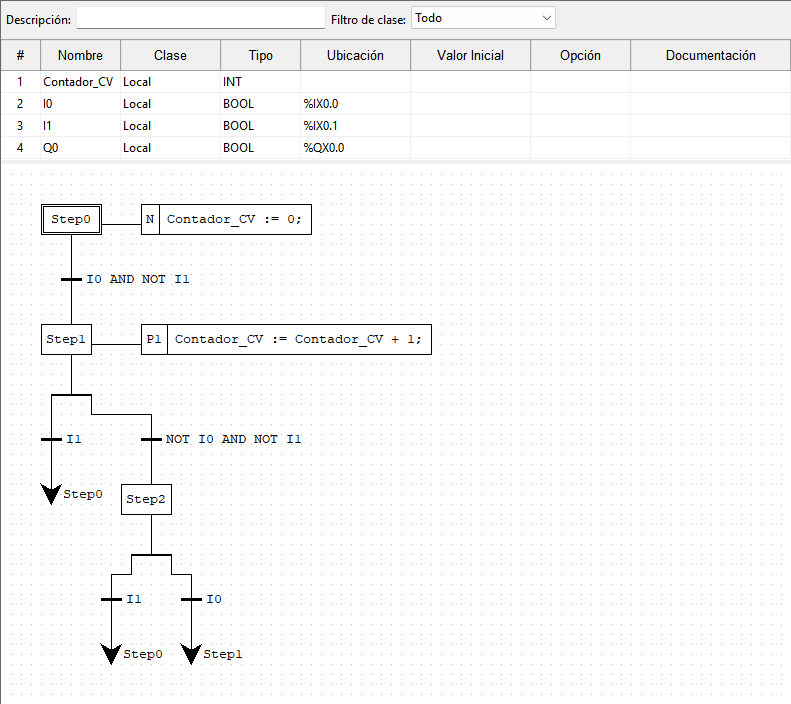 Descripción: Filtro de clase: Todo
# Nombre Clase Tipo Ubicación Valor Inicial Opción Documentación
1 Contador_CV Local INT
2 I0 Local BOOL %IX0.0
3 I1 Local BOOL %IX0.1
4 Q0 Local BOOL %QX0.0
Step0 N Contador_CV := 0;
I0 AND NOT I1
Step1 P1 Contador_CV := Contador_CV + 1;
I1 NOT I0 AND NOT I1
Step0 Step2
I1 I0
Step0 Step1